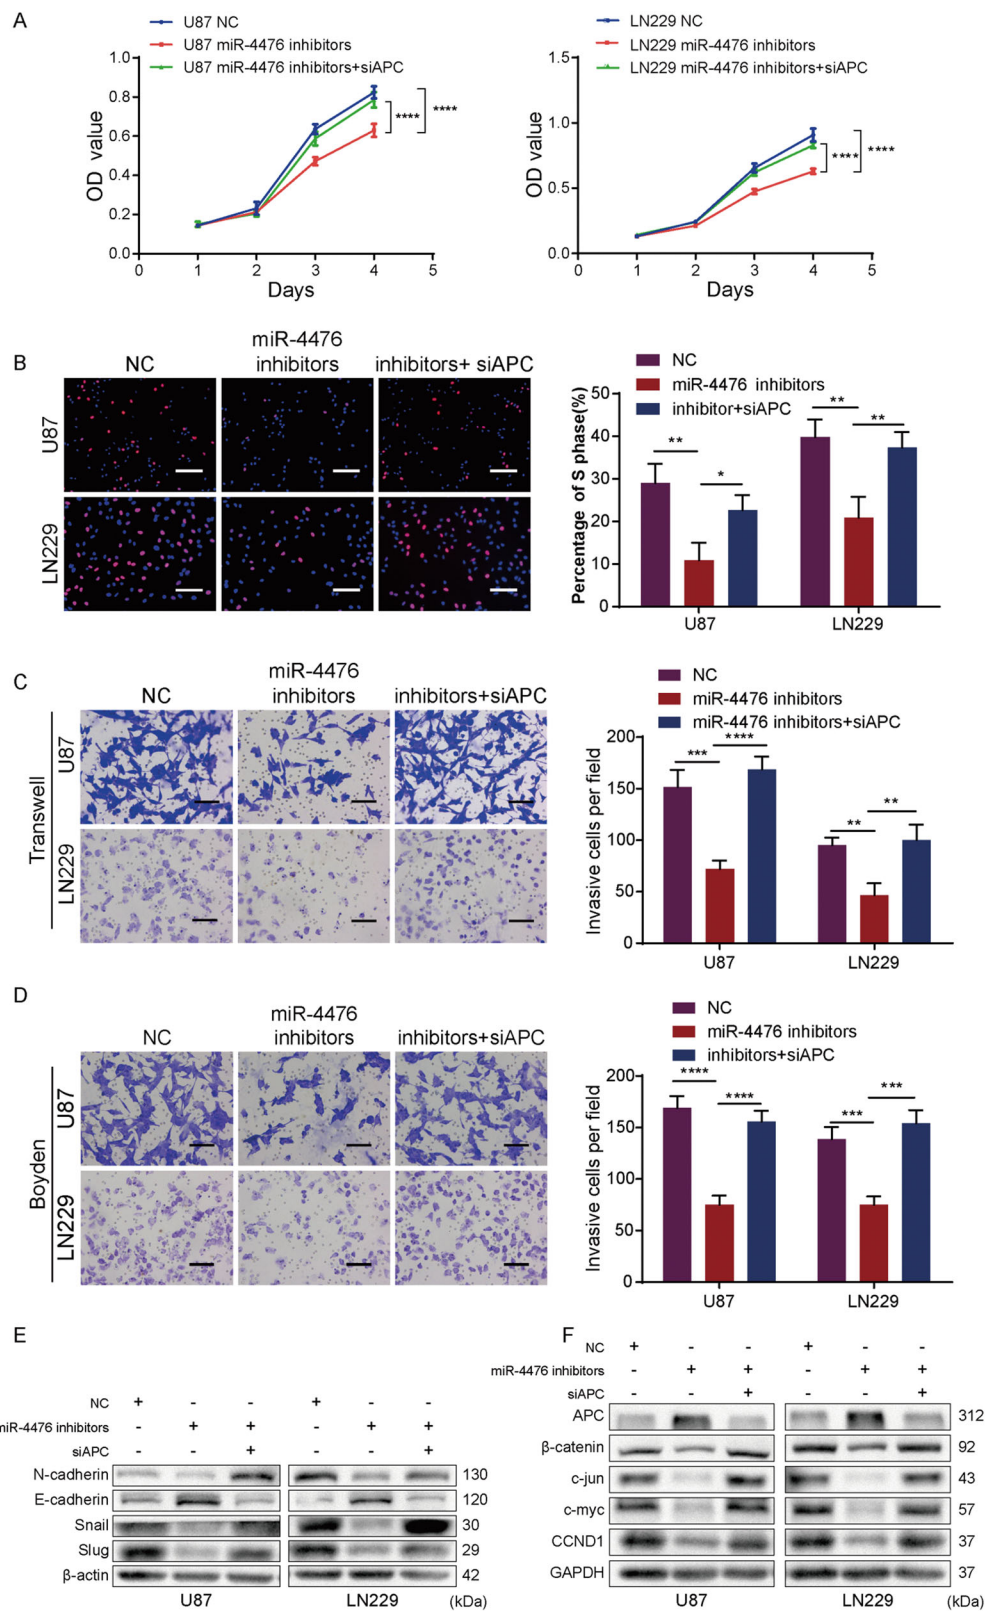 A
U87 NC
U87 miR-4476 inhibitors
U87 miR-4476 inhibitors+siAPC
OD value
1.0
0.8
0.6
0.4
0.2
0.0
0 1 2 3 4 5
Days
****
****
LN229 NC
LN229 miR-4476 inhibitors
LN229 miR-4476 inhibitors+siAPC
OD value
1.5
1.0
0.5
0.0
0 1 2 3 4 5
Days
****
****
B
NC
miR-4476
inhibitors
inhibitors+ siAPC
U87
LN229
NC
miR-4476 inhibitors
inhibitor+siAPC
Percentage of S phase(%)
50
40
30
20
10
0
**
*
**
**
U87 LN229
C
NC
miR-4476
inhibitors
inhibitors+siAPC
Transwell
U87
LN229
NC
miR-4476 inhibitors
miR-4476 inhibitors+siAPC
Invasive cells per field
200
150
100
50
0
***
****
**
**
U87 LN229
D
NC
miR-4476
inhibitors
inhibitors+siAPC
Boyden
U87
LN229
NC
miR-4476 inhibitors
inhibitors+siAPC
Invasive cells per field
200
150
100
50
0
****
****
***
***
U87 LN229
E
NC + - - + - -
miR-4476 inhibitors - + + - + +
siAPC - - + - - +
N-cadherin 130
E-cadherin 120
Snail 30
Slug 29
β-actin 42
U87 LN229 (kDa)
F
NC + - - + - -
miR-4476 inhibitors - + + - + +
siAPC - - + - - +
APC 312
β-catenin 92
c-jun 43
c-myc 57
CCND1 37
GAPDH 37
U87 LN229 (kDa)